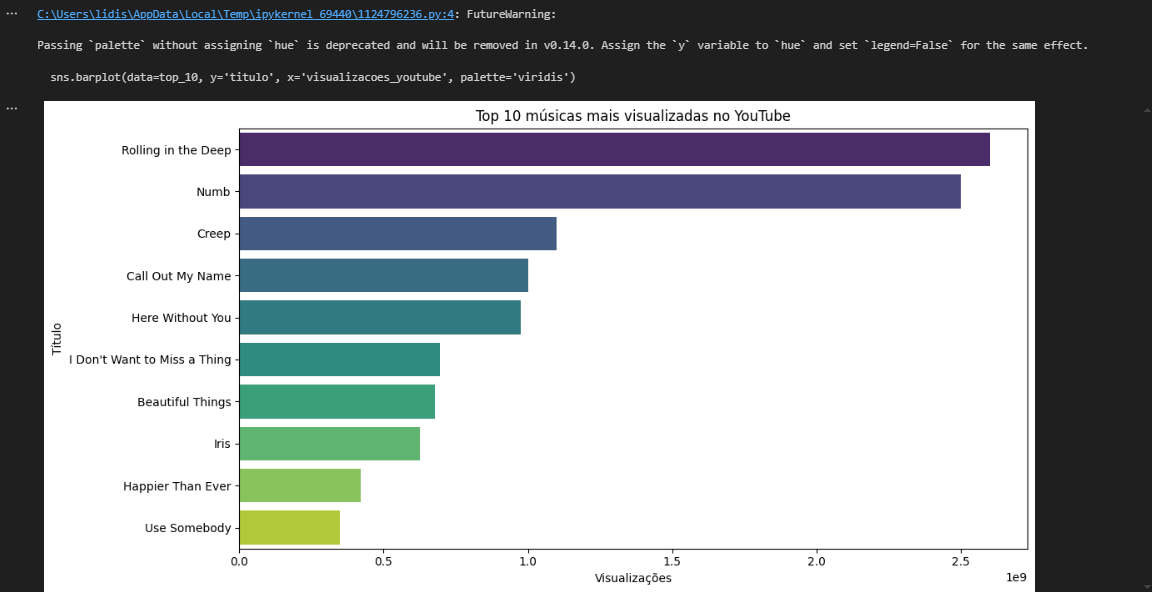 ... C:\Users\lidis\AppData\Local\Temp\ipykernel_69440\1124796236.py:4: FutureWarning:
Passing `palette` without assigning `hue` is deprecated and will be removed in v0.14.0. Assign the `y` variable to `hue` and set `legend=False` for the same effect.
sns.barplot(data=top_10, y='titulo', x='visualizacoes_youtube', palette='viridis')
...
Top 10 músicas mais visualizadas no YouTube
Rolling in the Deep
Numb
Creep
Call Out My Name
Here Without You
Título
I Don't Want to Miss a Thing
Beautiful Things
Iris
Happier Than Ever
Use Somebody
0.0 0.5 1.0 1.5 2.0 2.5
Visualizações
1e9